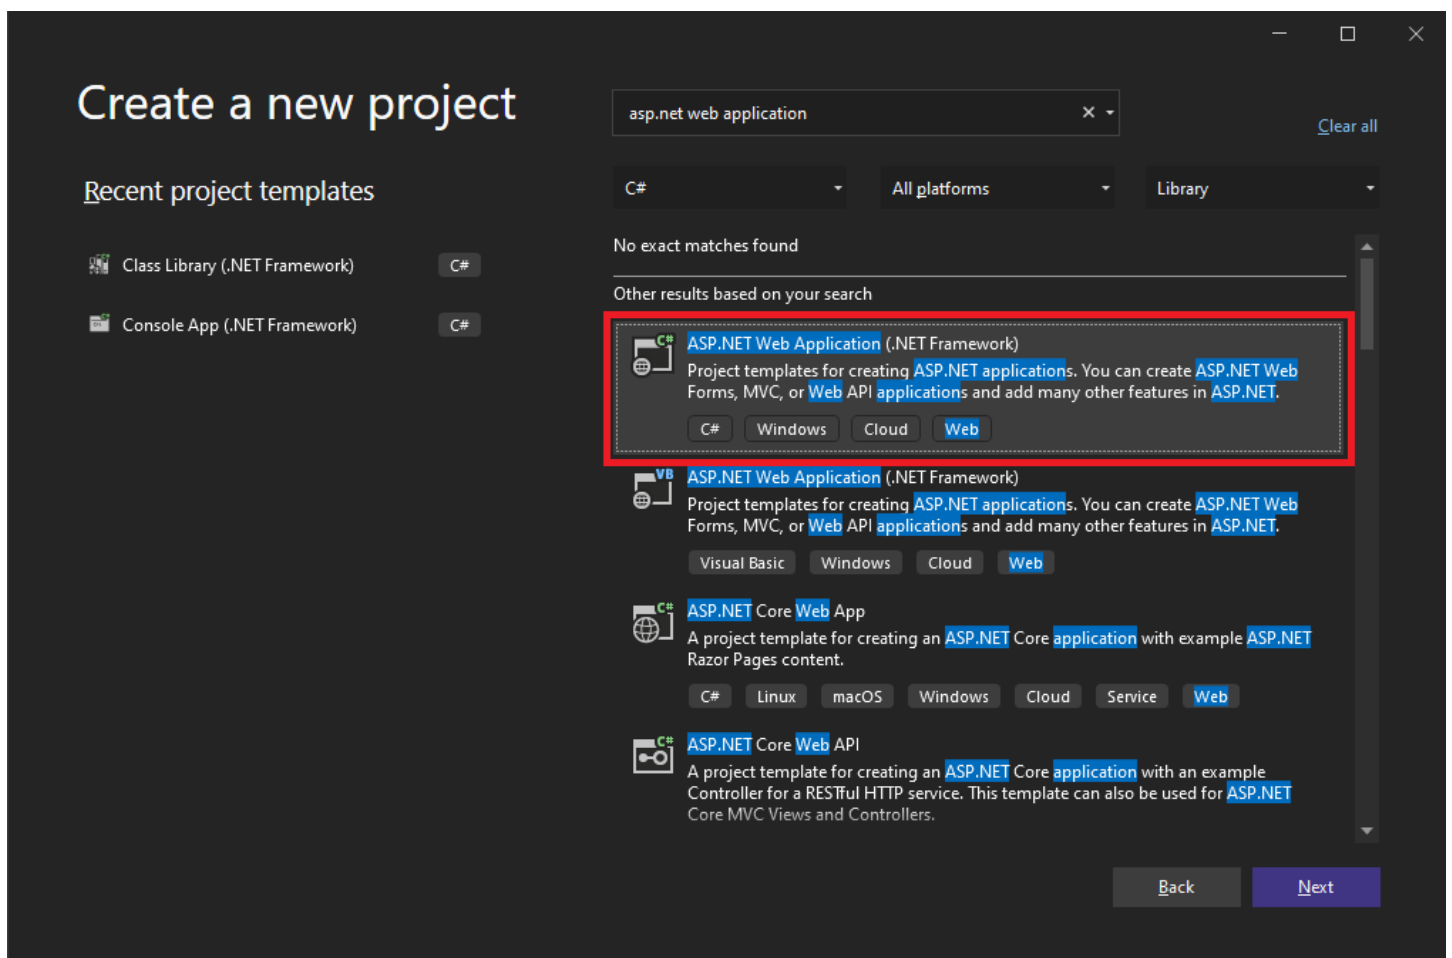 Create a new project
asp.net web application
Clear all
Recent project templates
C#
All platforms
Library
Class Library (.NET Framework)
C#
Console App (.NET Framework)
C#
No exact matches found
Other results based on your search
C#
ASP.NET Web Application (.NET Framework)
Project templates for creating ASP.NET applications. You can create ASP.NET Web
Forms, MVC, or Web API applications and add many other features in ASP.NET.
C# Windows Cloud Web
VB
ASP.NET Web Application (.NET Framework)
Project templates for creating ASP.NET applications. You can create ASP.NET Web
Forms, MVC, or Web API applications and add many other features in ASP.NET.
Visual Basic Windows Cloud Web
C#
ASP.NET Core Web App
A project template for creating an ASP.NET Core application with example ASP.NET
Razor Pages content.
C# Linux macOS Windows Cloud Service Web
C#
ASP.NET Core Web API
A project template for creating an ASP.NET Core application with an example
Controller for a RESTful HTTP service. This template can also be used for ASP.NET
Core MVC Views and Controllers.
Back
Next